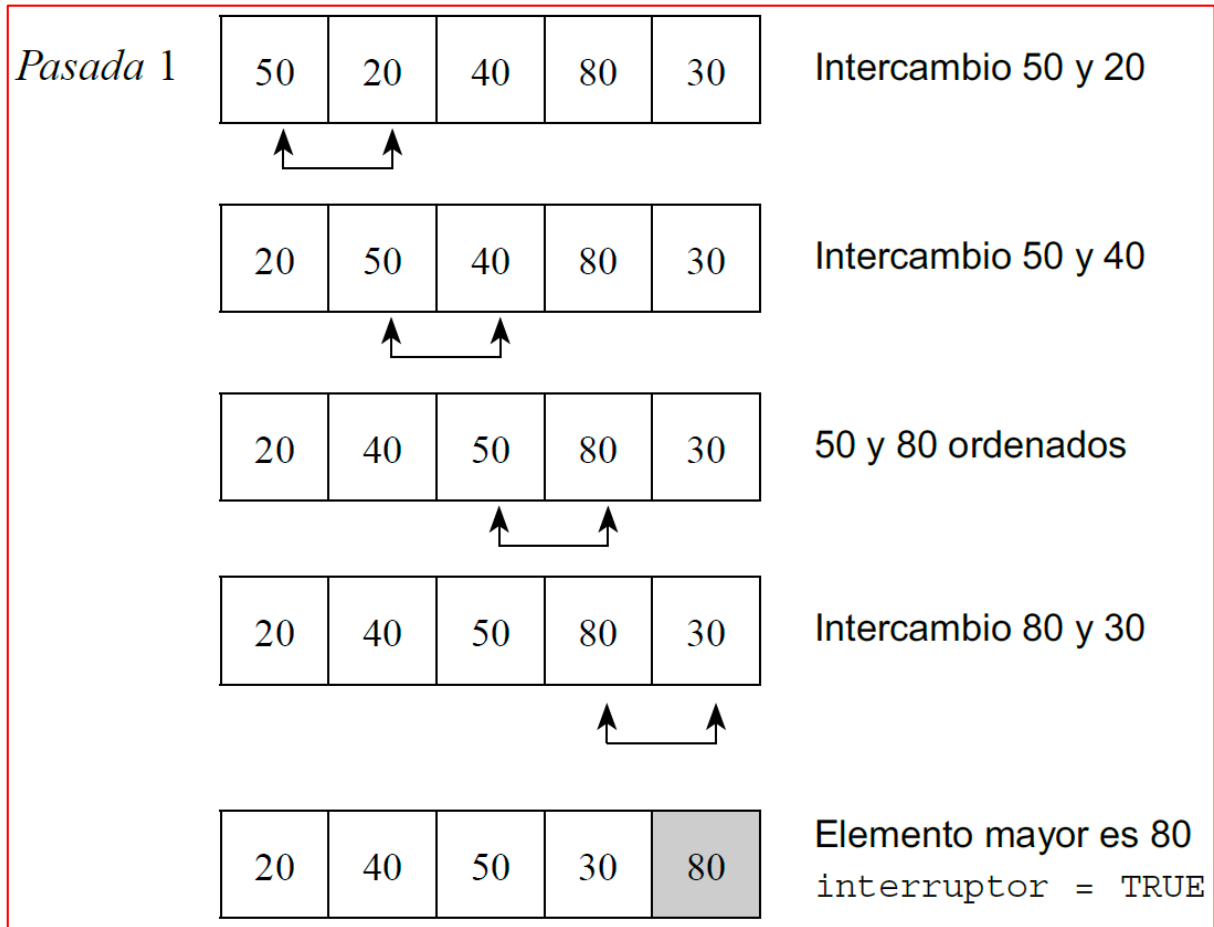 Pasada 1 50 20 40 80 30 Intercambio 50 y 20
20 50 40 80 30 Intercambio 50 y 40
20 40 50 80 30 50 y 80 ordenados
20 40 50 80 30 Intercambio 80 y 30
20 40 50 30 80 Elemento mayor es 80
interruptor = TRUE